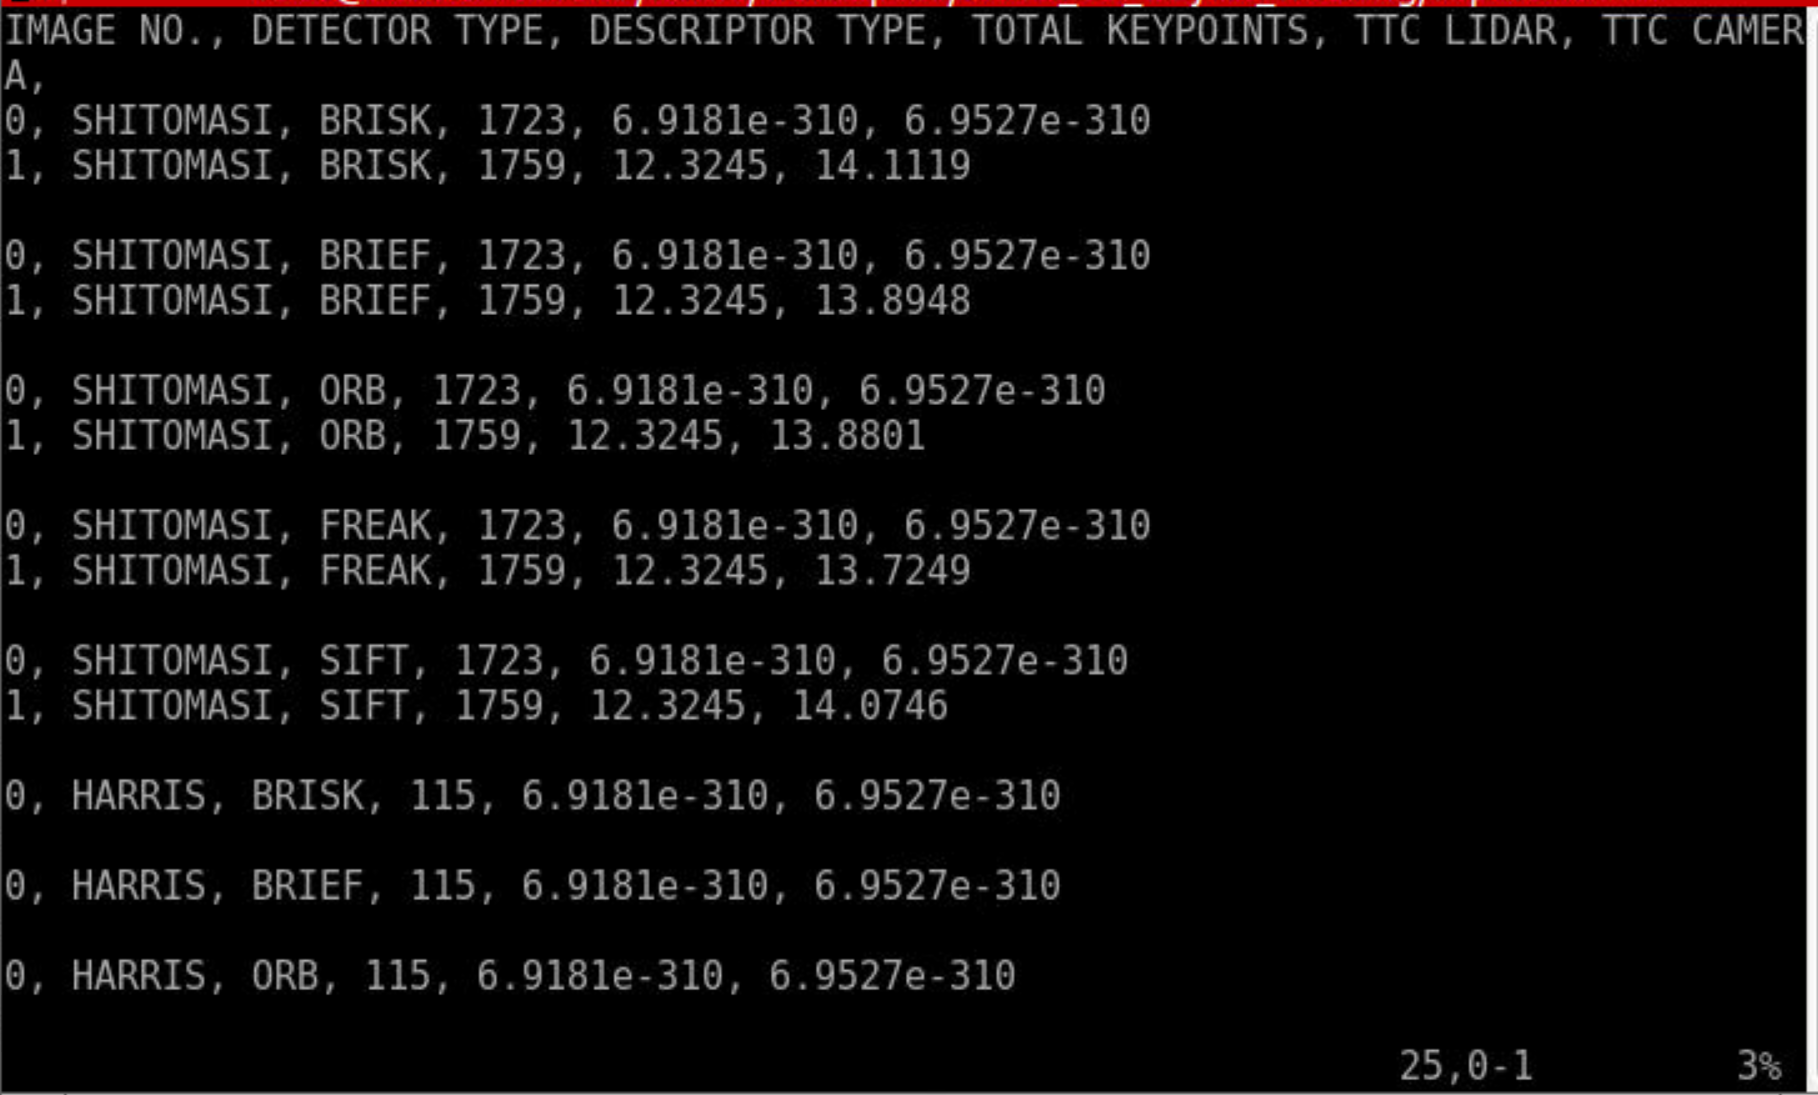 IMAGE NO., DETECTOR TYPE, DESCRIPTOR TYPE, TOTAL KEYPOINTS, TTC LIDAR, TTC CAMER
A,
0, SHITOMASI, BRISK, 1723, 6.9181e-310, 6.9527e-310
1, SHITOMASI, BRISK, 1759, 12.3245, 14.1119
0, SHITOMASI, BRIEF, 1723, 6.9181e-310, 6.9527e-310
1, SHITOMASI, BRIEF, 1759, 12.3245, 13.8948
0, SHITOMASI, ORB, 1723, 6.9181e-310, 6.9527e-310
1, SHITOMASI, ORB, 1759, 12.3245, 13.8801
0, SHITOMASI, FREAK, 1723, 6.9181e-310, 6.9527e-310
1, SHITOMASI, FREAK, 1759, 12.3245, 13.7249
0, SHITOMASI, SIFT, 1723, 6.9181e-310, 6.9527e-310
1, SHITOMASI, SIFT, 1759, 12.3245, 14.0746
0, HARRIS, BRISK, 115, 6.9181e-310, 6.9527e-310
0, HARRIS, BRIEF, 115, 6.9181e-310, 6.9527e-310
0, HARRIS, ORB, 115, 6.9181e-310, 6.9527e-310
25,0-1 3%